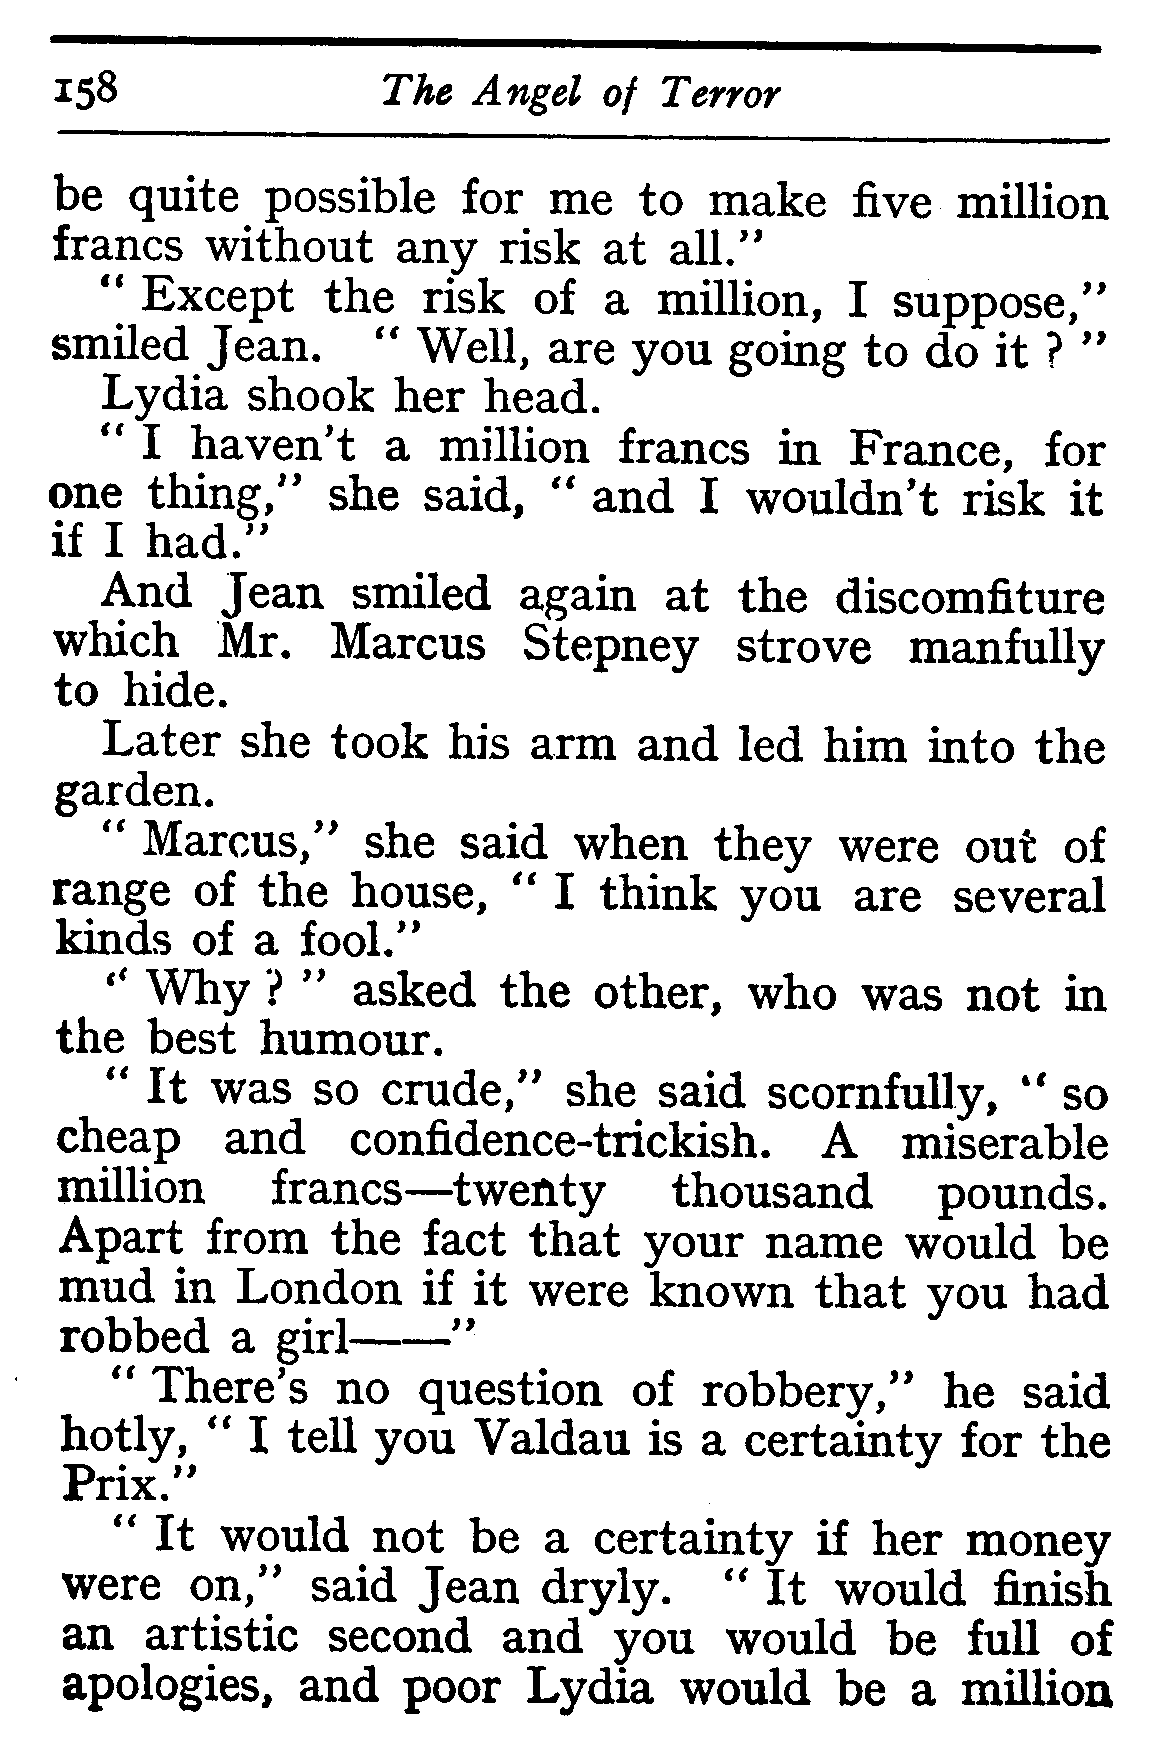 158 The Angel of Terror
be quite possible for me to make five million
francs without any risk at all."
" Except the risk of a million, I suppose,"
smiled Jean. " Well, are you going to do it ? "
Lydia shook her head.
" I haven't a million francs in France, for
one thing," she said, " and I wouldn't risk it
if I had."
And Jean smiled again at the discomfiture
which Mr. Marcus Stepney strove manfully
to hide.
Later she took his arm and led him into the
garden.
" Marcus," she said when they were out of
range of the house, " I think you are several
kinds of a fool."
" Why ? " asked the other, who was not in
the best humour.
" It was so crude," she said scornfully, " so
cheap and confidence-trickish. A miserable
million francs—twenty thousand pounds.
Apart from the fact that your name would be
mud in London if it were known that you had
robbed a girl——"
" There's no question of robbery," he said
hotly, " I tell you Valdau is a certainty for the
Prix."
" It would not be a certainty if her money
were on," said Jean dryly. " It would finish
an artistic second and you would be full of
apologies, and poor Lydia would be a million